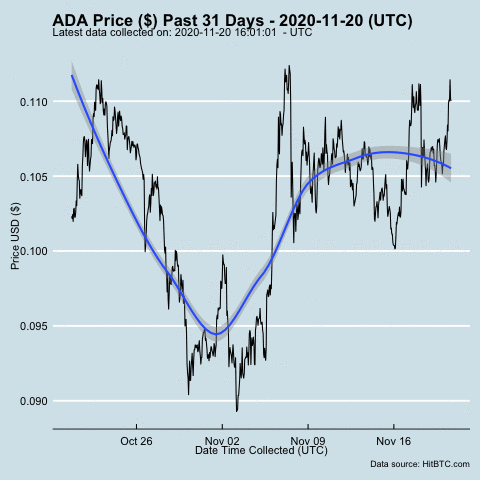 ADA Price ($) Past 31 Days - 2020-11-20 (UTC)
Latest data collected on: 2020-11-20 16:01:01 - UTC
0.110
0.105
0.100
0.095
0.090
Price USD ($)
Oct 26
Nov 02
Nov 09
Nov 16
Date Time Collected (UTC)
Data source: HitBTC.com